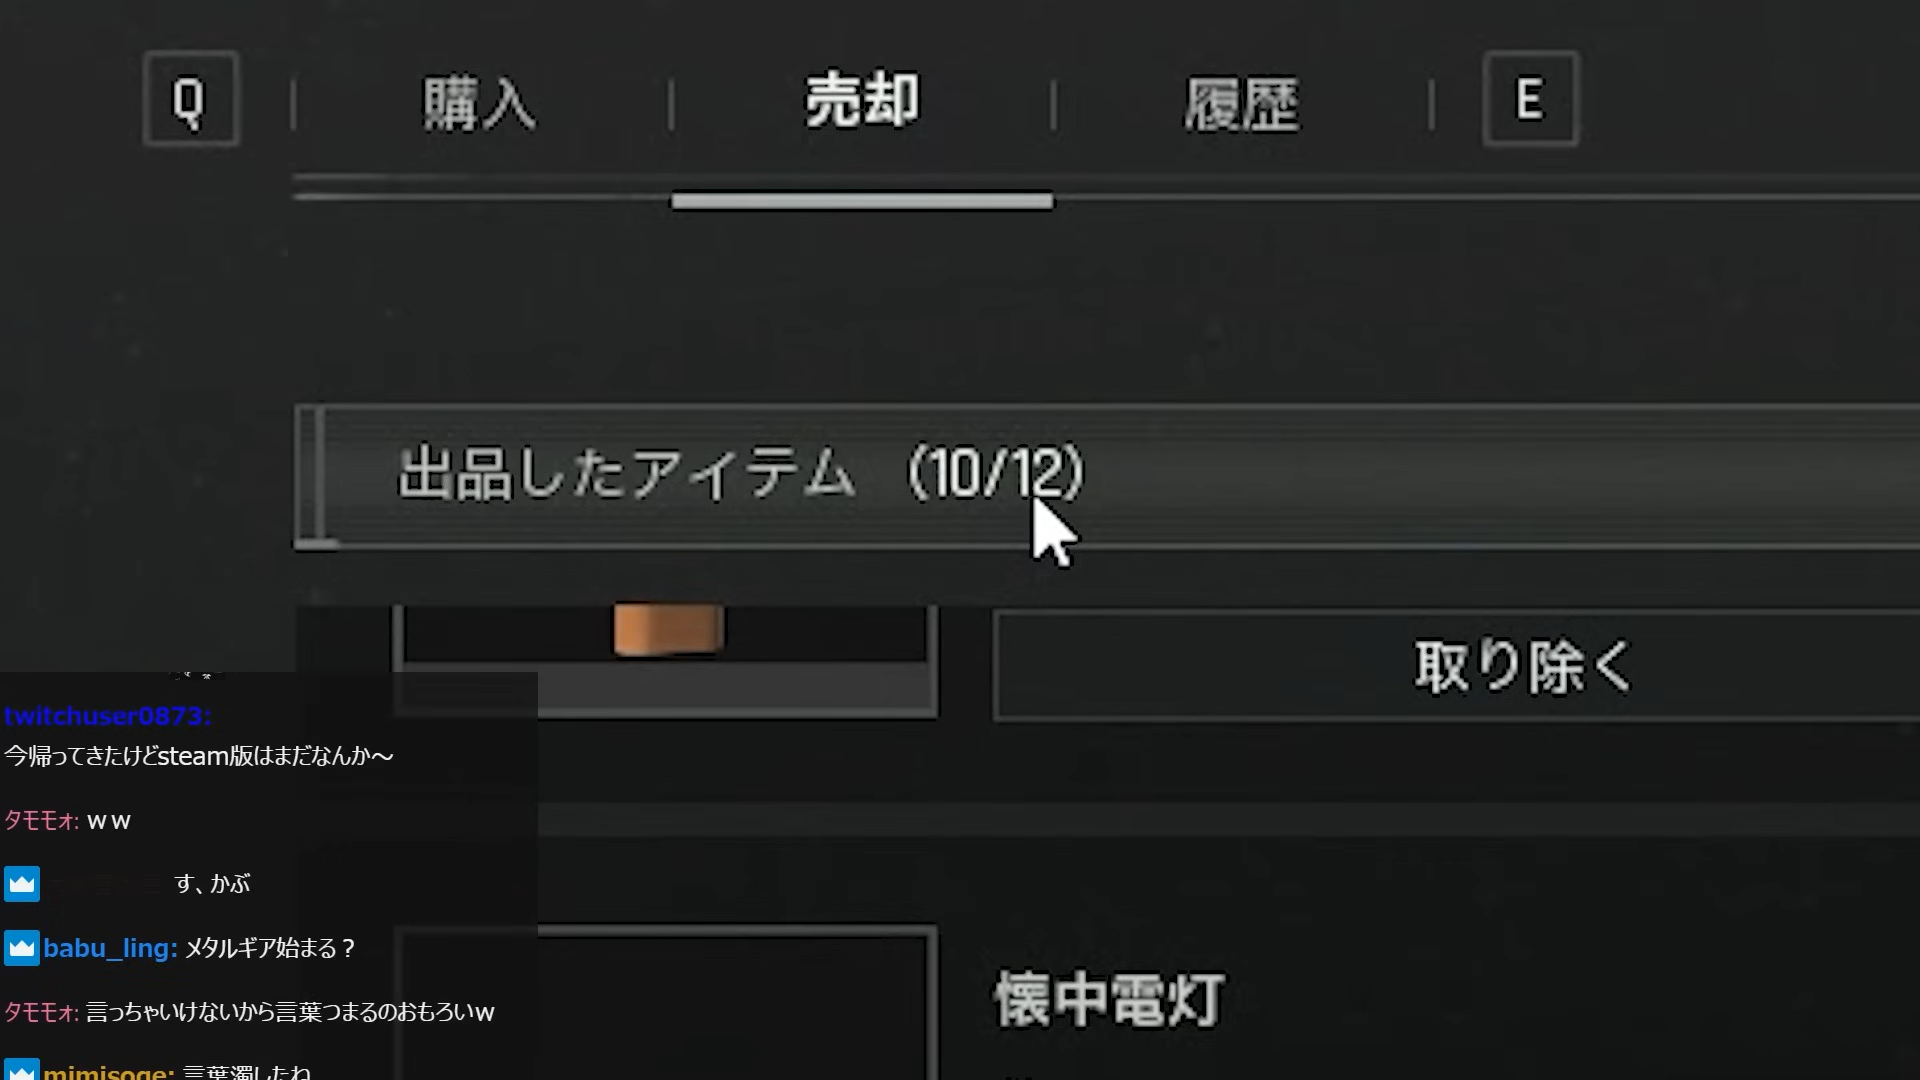 Q 購入 売却 履歴 E
出品したアイテム (10/12)
取り除く
twitchuser0873:
今帰ってきたけどsteam版はまだなんか〜
タモモォ: ｗｗ
す、かぶ
babu_ling: メタルギア始まる？
懐中電灯
タモモォ: 言っちゃいけないから言葉つまるのおもろいw
mimisoge: 言葉濁したね